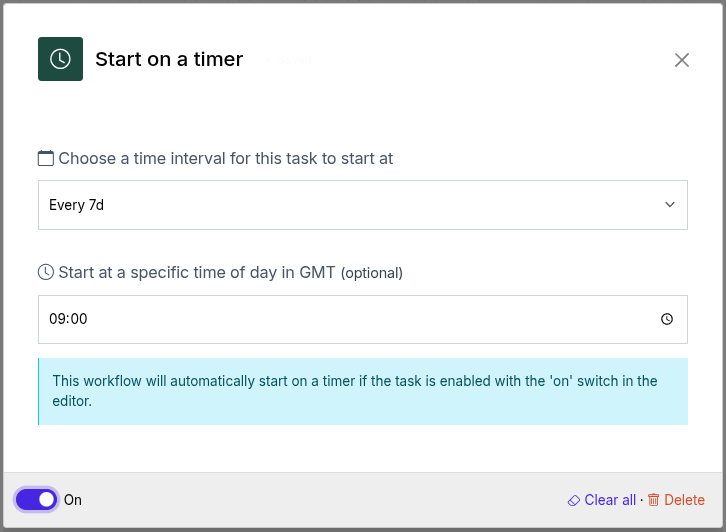 Start on a timer
Choose a time interval for this task to start at
Every 7d
Start at a specific time of day in GMT (optional)
09:00
This workflow will automatically start on a timer if the task is enabled with the 'on' switch in the
editor.
On
Clear all · Delete